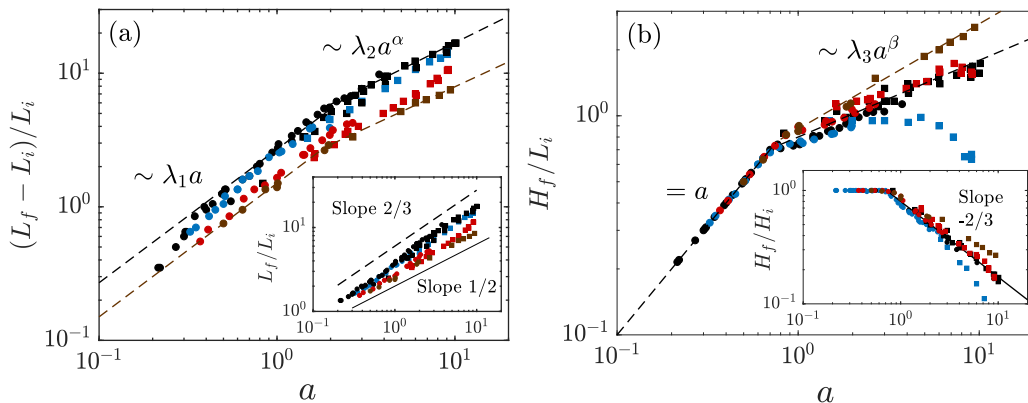 (a)
∼ λ₂a^α
∼ λ₁a
(L_f − L_i)/L_i
10¹
10⁰
10⁻¹
10⁻¹
10⁰
10¹
a
Slope 2/3
Slope 1/2
L_f/L_i
10¹
10⁰
10⁻¹
10⁰
10¹
(b)
∼ λ₃a^β
= a
H_f/L_i
10⁰
10⁻¹
10⁻¹
10⁰
10¹
a
Slope
-2/3
H_f/H_i
10⁰
10⁻¹
10⁻¹
10⁰
10¹